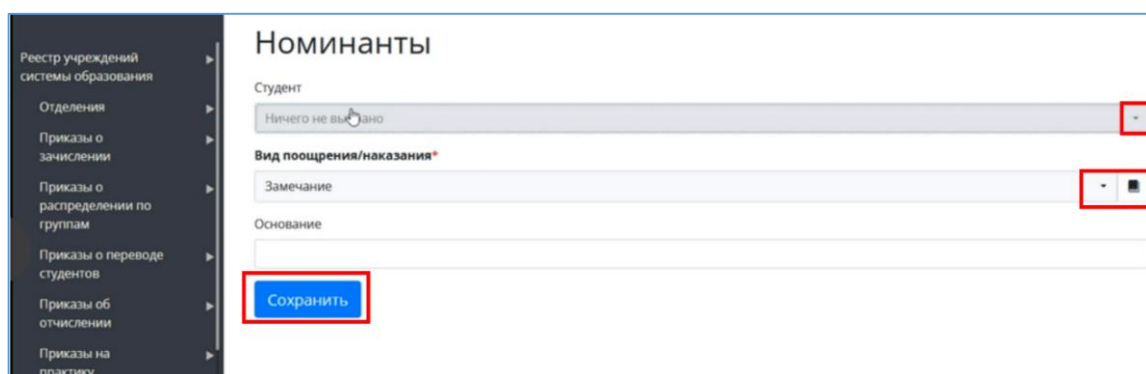 Номинанты
Реестр учреждений
системы образования
Отделения
Приказы о
зачислении
Приказы о
распределении по
группам
Приказы о переводе
студентов
Приказы об
отчислении
Приказы на
практику
Студент
Ничего не выбрано
Вид поощрения/наказания*
Замечание
Основание
Сохранить